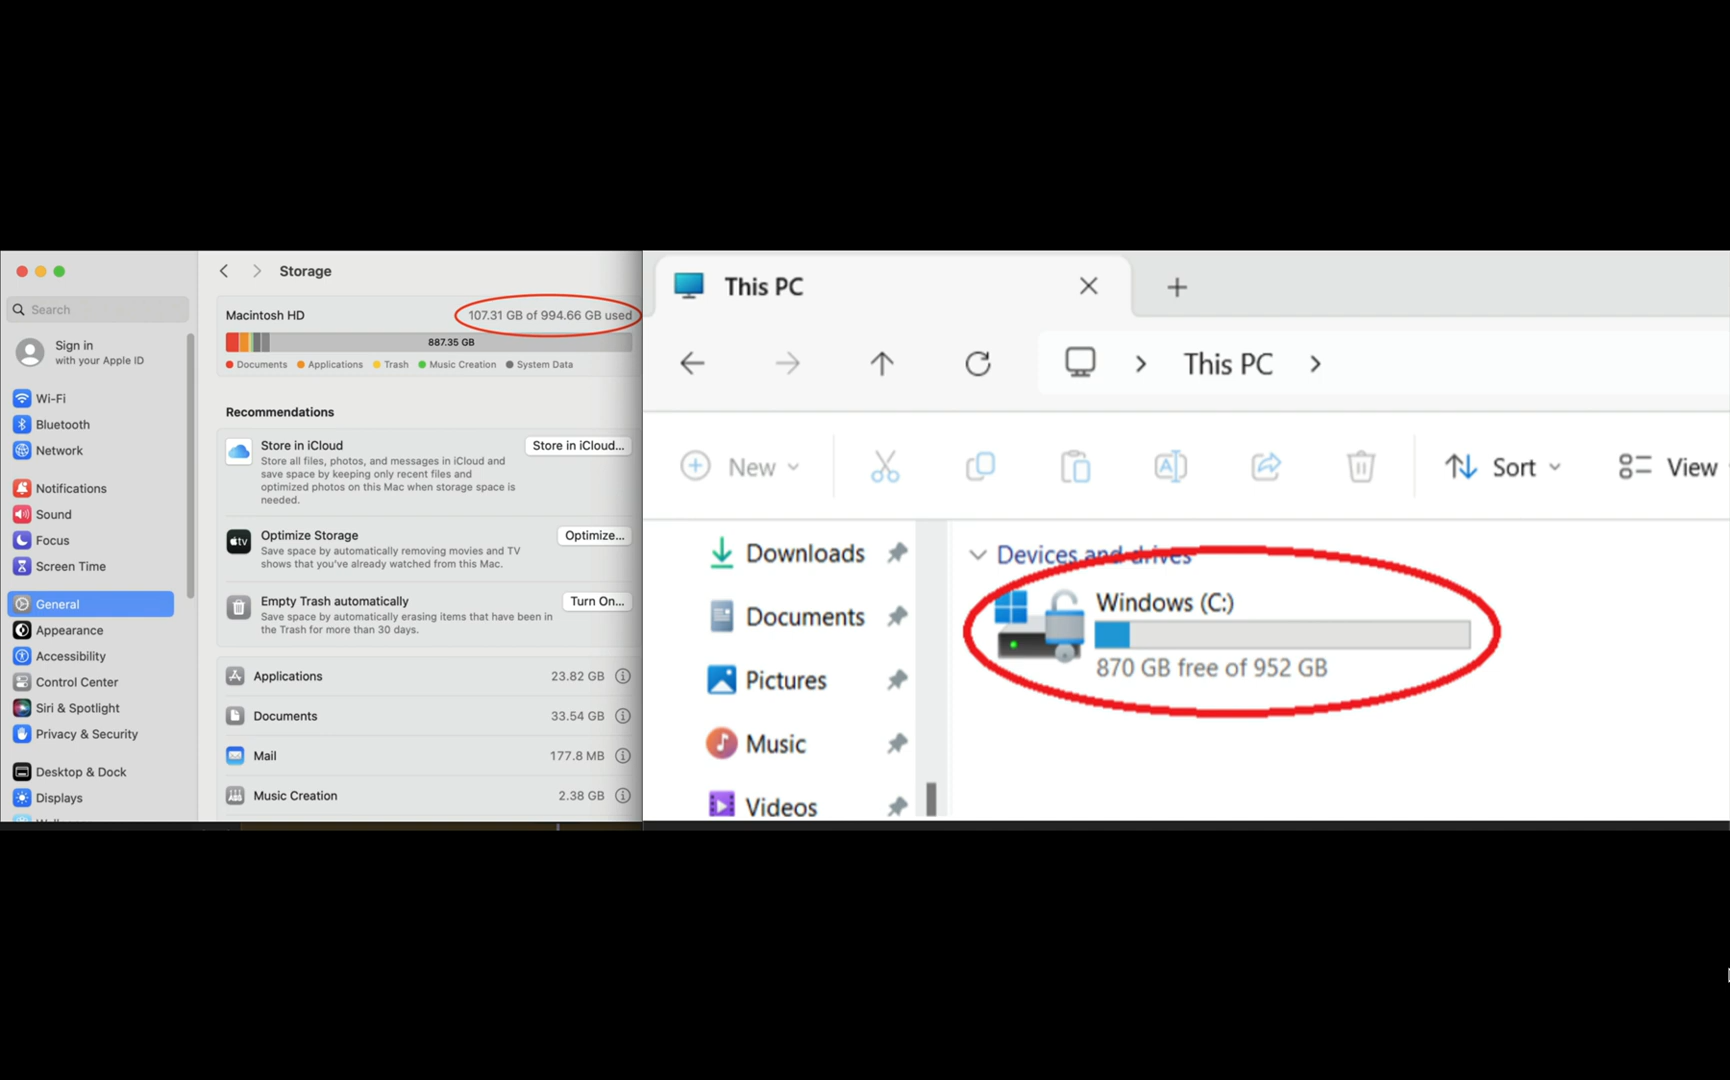 Storage
Search
Sign in
with your Apple ID
Wi-Fi
Bluetooth
Network
Notifications
Sound
Focus
Screen Time
General
Appearance
Accessibility
Control Center
Siri & Spotlight
Privacy & Security
Desktop & Dock
Displays
Macintosh HD
107.31 GB of 994.66 GB used
887.35 GB
Documents Applications Trash Music Creation System Data
Recommendations
Store in iCloud
Store in iCloud...
Store all files, photos, and messages in iCloud and
save space by keeping only recent files and
optimized photos on this Mac when storage space is
needed.
tv
Optimize Storage
Optimize...
Save space by automatically removing movies and TV
shows that you've already watched from this Mac.
Empty Trash automatically
Turn On...
Save space by automatically erasing items that have been in
the Trash for more than 30 days.
Applications 23.82 GB
Documents 33.54 GB
Mail 177.8 MB
Music Creation 2.38 GB
This PC
This PC
New
A
Sort
View
Downloads
Documents
Pictures
Music
Videos
Devices and drives
Windows (C:)
870 GB free of 952 GB